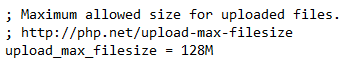 ; Maximum allowed size for uploaded files.
; http://php.net/upload-max-filesize
upload_max_filesize = 128M